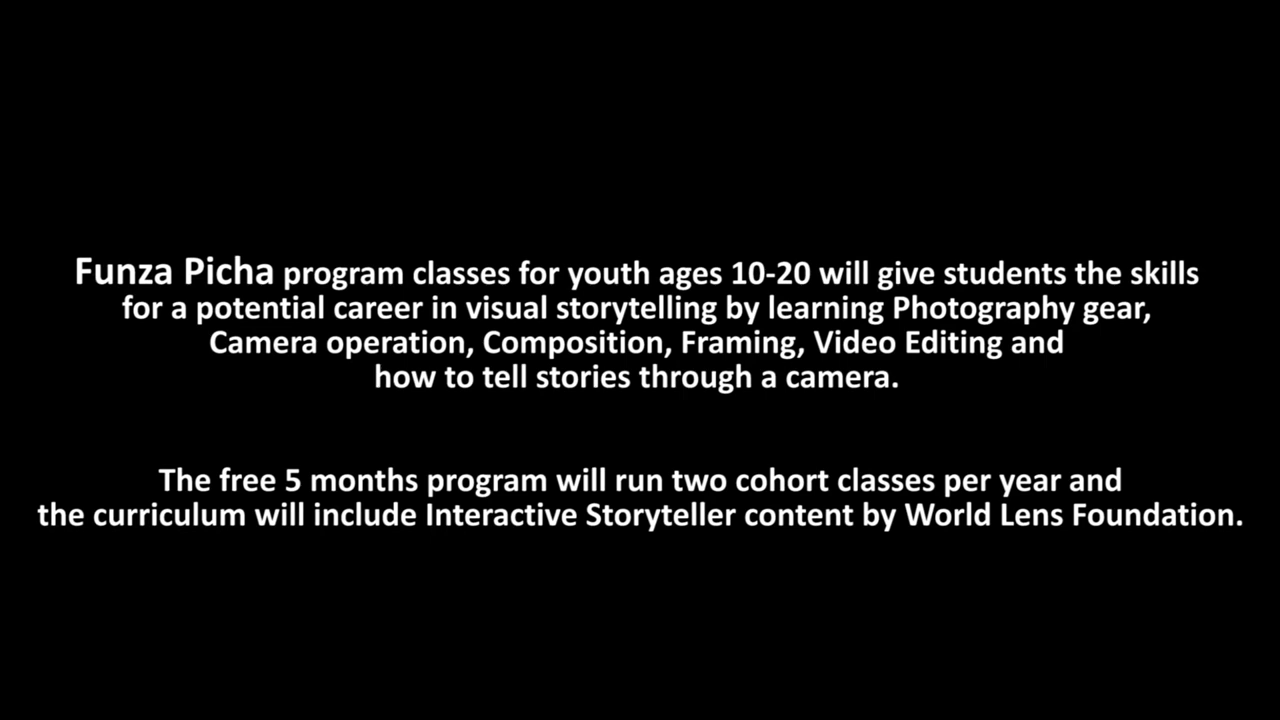 Funza Picha program classes for youth ages 10-20 will give students the skills
for a potential career in visual storytelling by learning Photography gear,
Camera operation, Composition, Framing, Video Editing and
how to tell stories through a camera.
The free 5 months program will run two cohort classes per year and
the curriculum will include Interactive Storyteller content by World Lens Foundation.